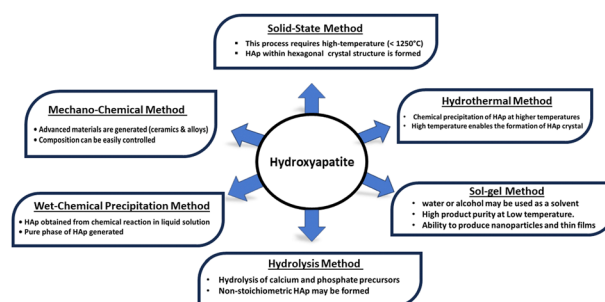 Solid-State Method
▪ This process requires high-temperature (< 1250°C)
▪ HAp within hexagonal crystal structure is formed
Mechano-Chemical Method
• Advanced materials are generated (ceramics & alloys)
• Composition can be easily controlled
Hydrothermal Method
• Chemical precipitation of HAp at higher temperatures
• High temperature enables the formation of HAp crystal
Hydroxyapatite
Wet-Chemical Precipitation Method
• HAp obtained from chemical reaction in liquid solution
• Pure phase of HAp generated
Sol-gel Method
• water or alcohol may be used as a solvent
• High product purity at Low temperature.
• Ability to produce nanoparticles and thin films
Hydrolysis Method
• Hydrolysis of calcium and phosphate precursors
• Non-stoichiometric HAp may be formed